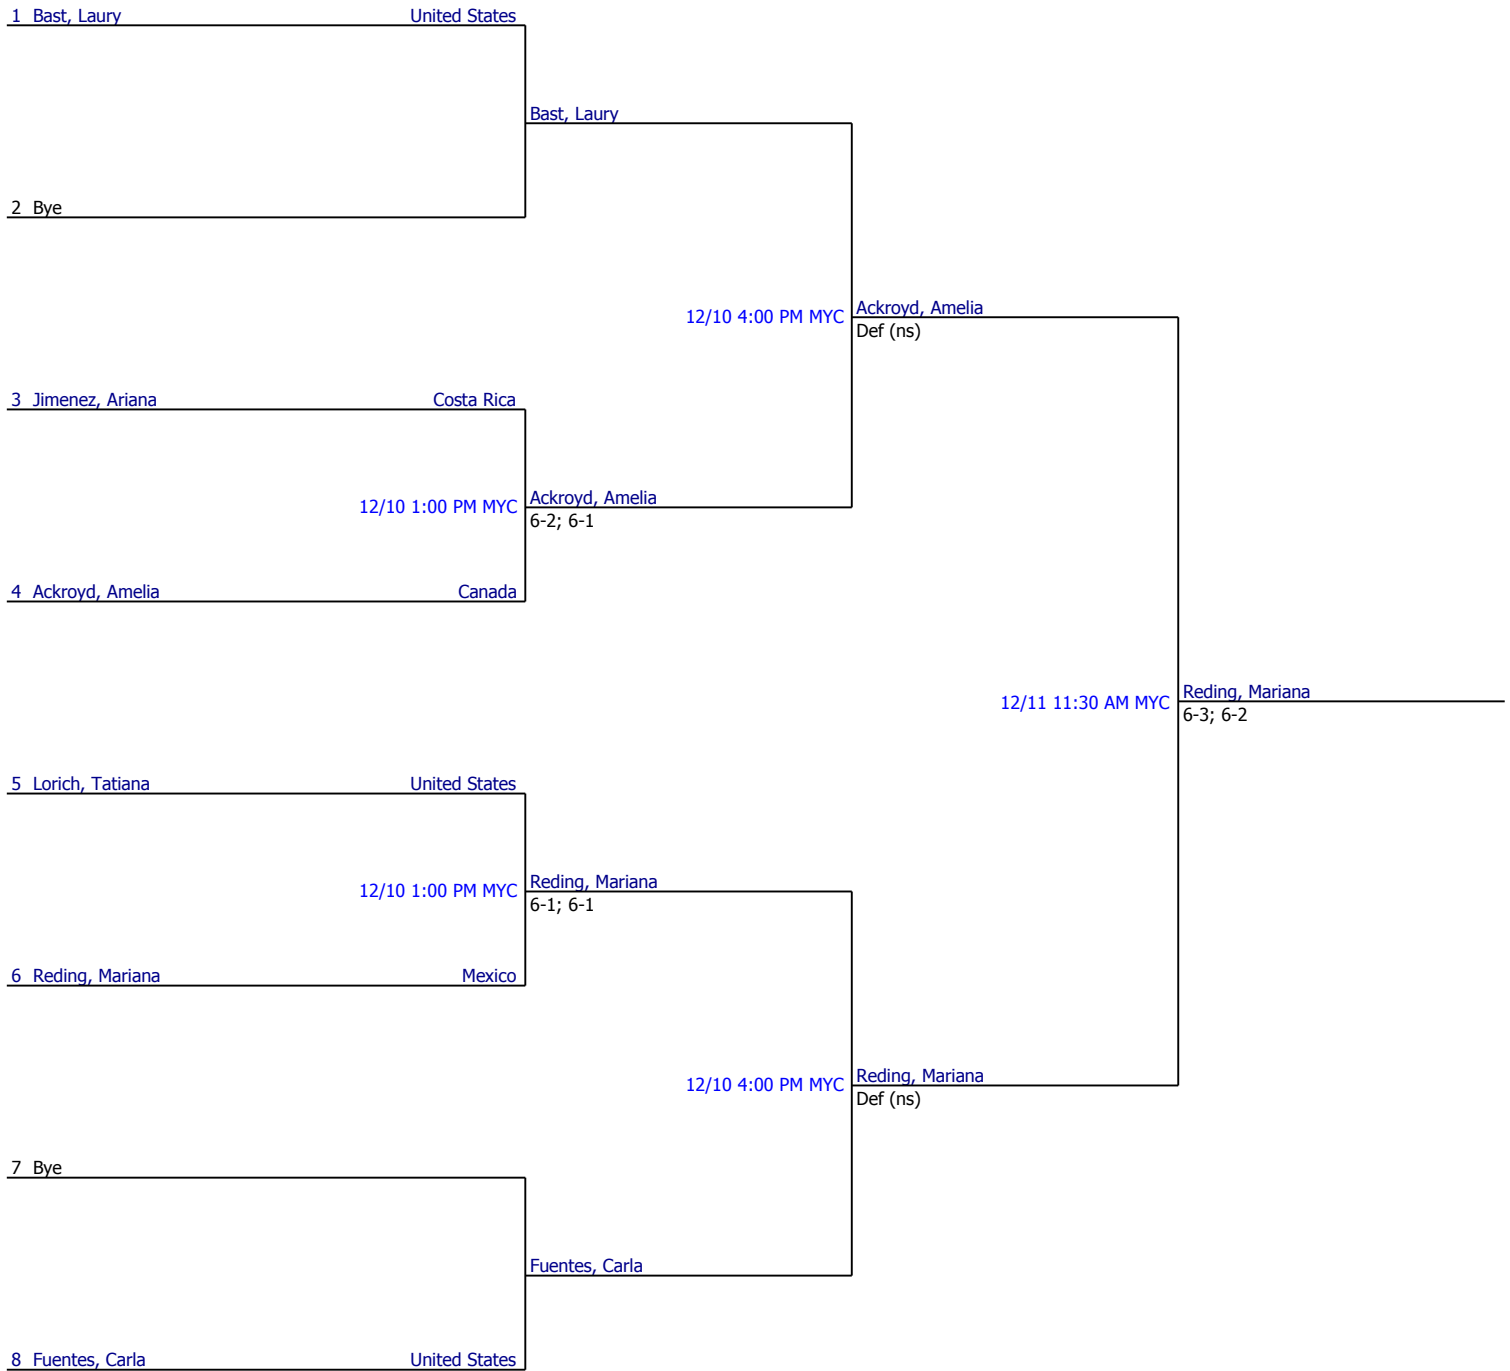 1 Bast, Laury United States
Bast, Laury
2 Bye
Ackroyd, Amelia
12/10 4:00 PM MYC
Def (ns)
3 Jimenez, Ariana Costa Rica
Ackroyd, Amelia
12/10 1:00 PM MYC
6-2; 6-1
4 Ackroyd, Amelia Canada
Reding, Mariana
12/11 11:30 AM MYC
6-3; 6-2
5 Lorich, Tatiana United States
Reding, Mariana
12/10 1:00 PM MYC
6-1; 6-1
6 Reding, Mariana Mexico
Reding, Mariana
12/10 4:00 PM MYC
Def (ns)
7 Bye
Fuentes, Carla
8 Fuentes, Carla United States